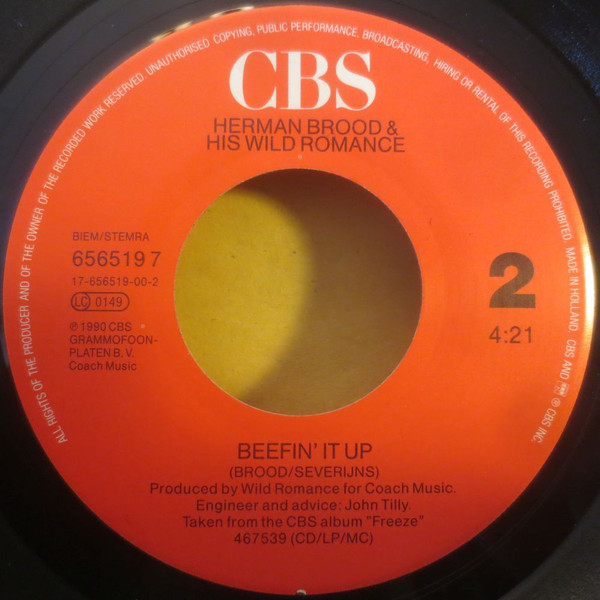 ALL RIGHTS OF THE PRODUCER AND OF THE OWNER OF THE RECORDED WORK RESERVED. UNAUTHORISED COPYING, PUBLIC PERFORMANCE, BROADCASTING, HIRING OR RENTAL OF THIS RECORDING PROHIBITED. MADE IN HOLLAND. CBS AND ® CBS INC.
CBS
HERMAN BROOD &
HIS WILD ROMANCE
BIEM/STEMRA
656519 7
17-656519-00-2
LC 0149
℗ 1990 CBS
GRAMMOFOON-
PLATEN B.V.
Coach Music
2
4:21
BEEFIN' IT UP
(BROOD/SEVERIJNS)
Produced by Wild Romance for Coach Music.
Engineer and advice: John Tilly.
Taken from the CBS album "Freeze"
467539 (CD/LP/MC)